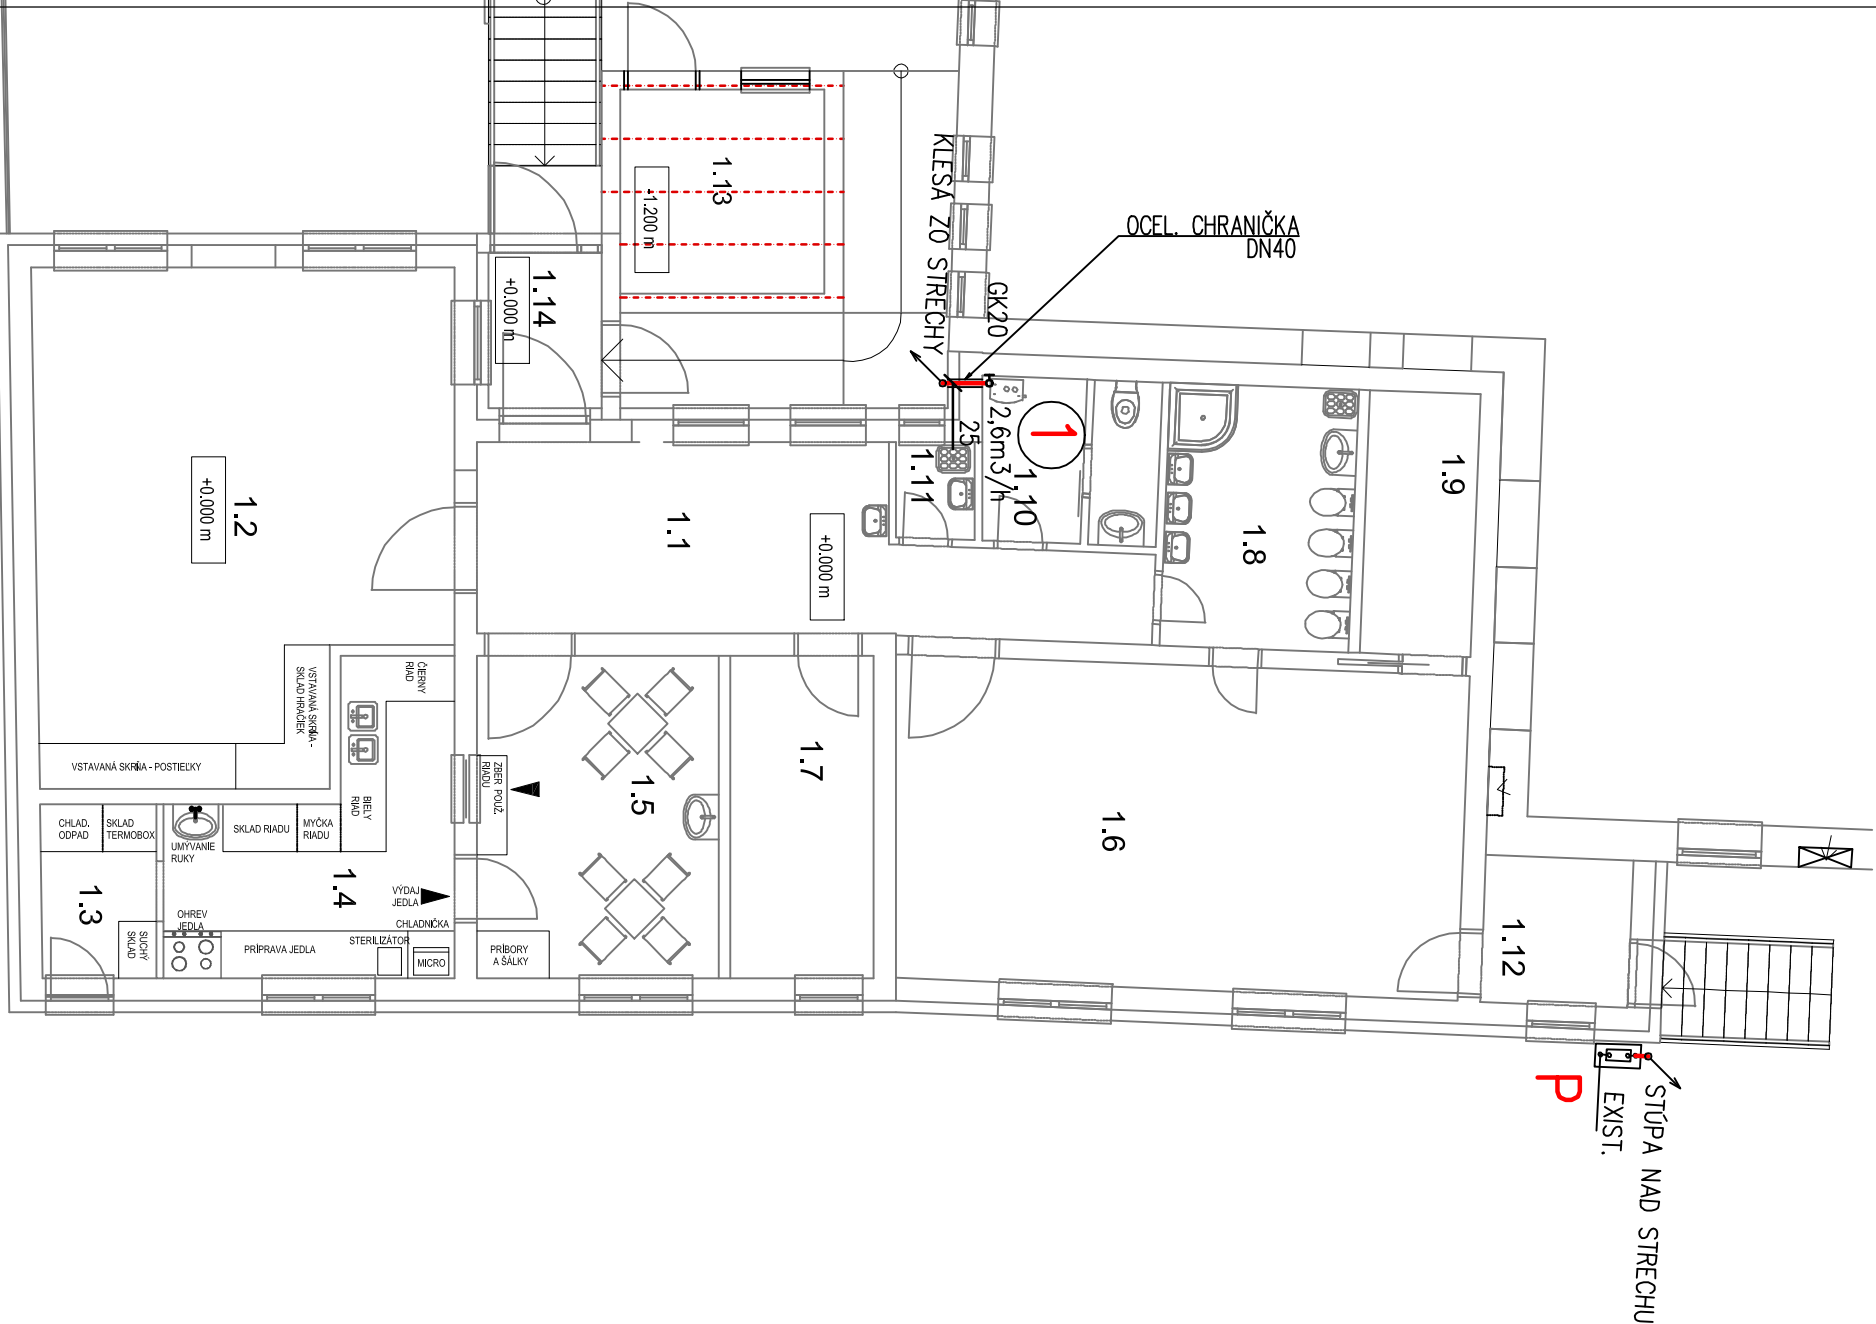 KLESÁ ZO STRECHY
GK20
OCEL. CHRANIČKA
DN40
1.13
-1.200 m
1.14
+0.000 m
1.2
+0.000 m
1.1
+0.000 m
25
2,6m3/h
1
1.11
1.10
1.8
1.9
VSTAVANÁ SKRIŇA -
SKLAD HRAČIEK
VSTAVANÁ SKRIŇA - POSTIEĽKY
ČIERNY
RIAD
BIELY
RIAD
ZBER POUŽ.
RIADU
CHLAD.
ODPAD
SKLAD
TERMOBOX
UMÝVANIE
RUKY
SKLAD RIADU
MYČKA
RIADU
1.3
1.4
1.5
1.7
1.6
1.12
SUCHÝ
SKLAD
OHREV
JEDLA
PRÍPRAVA JEDLA
STERILIZÁTOR
VÝDAJ
JEDLA
CHLADNIČKA
MICRO
PRÍBORY
A ŠÁLKY
P
EXIST.
STÚPA NAD STRECHU